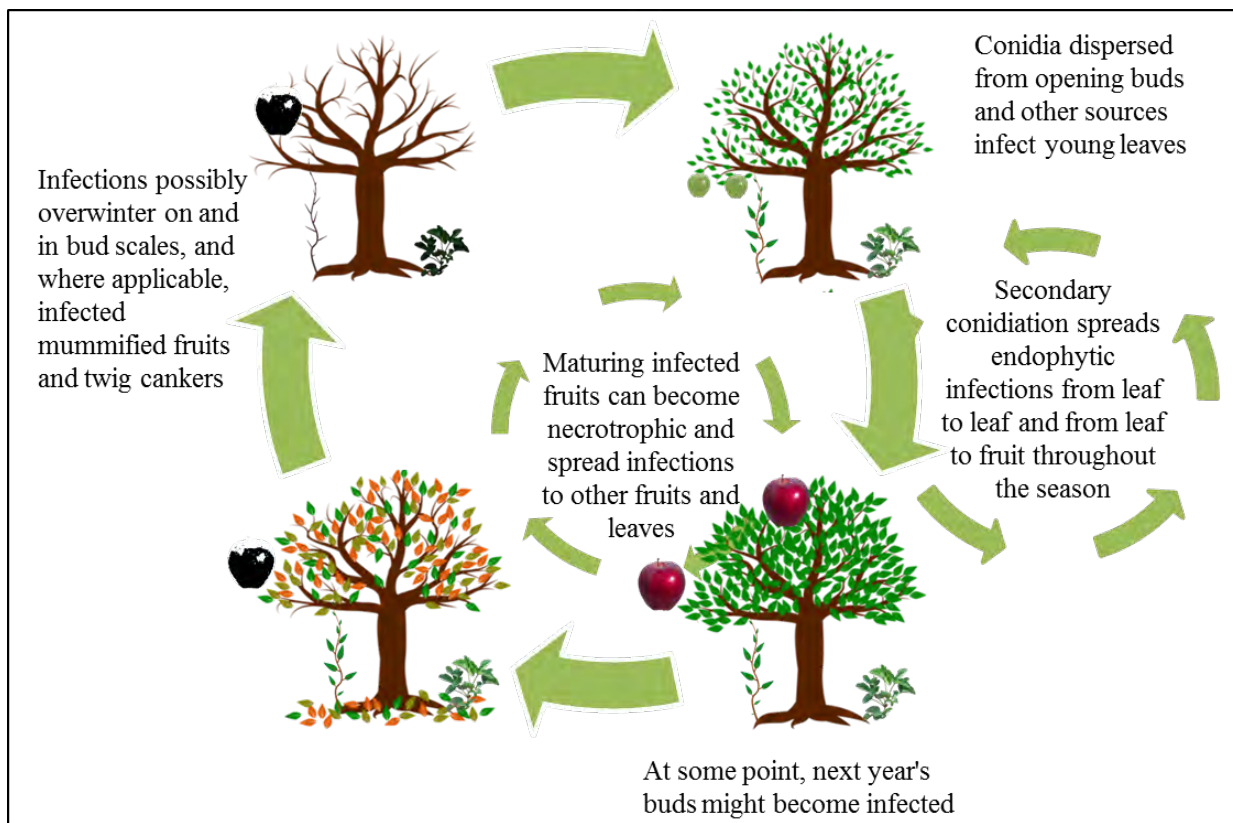 Conidia dispersed
from opening buds
and other sources
infect young leaves
Infections possibly
overwinter on and
in bud scales, and
where applicable,
infected
mummified fruits
and twig cankers
Secondary
conidiation spreads
endophytic
infections from leaf
to leaf and from leaf
to fruit throughout
the season
Maturing infected
fruits can become
necrotrophic and
spread infections
to other fruits and
leaves
At some point, next year's
buds might become infected